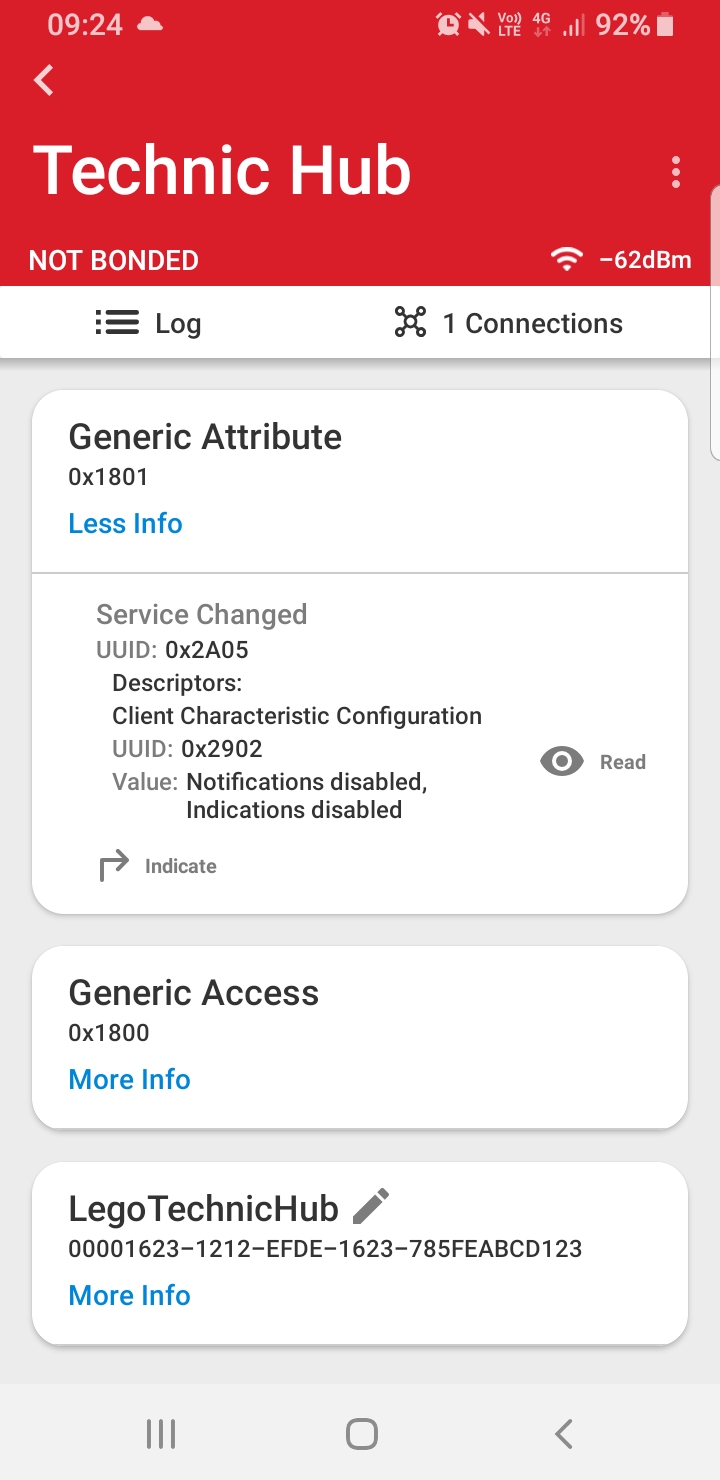 09:24 Vo)) LTE 4G 92%
Technic Hub
NOT BONDED −62dBm
Log 1 Connections
Generic Attribute
0x1801
Less Info
Service Changed
UUID: 0x2A05
Descriptors:
Client Characteristic Configuration
UUID: 0x2902
Value: Notifications disabled,
Indications disabled
Read
Indicate
Generic Access
0x1800
More Info
LegoTechnicHub
00001623−1212−EFDE−1623−785FEABCD123
More Info